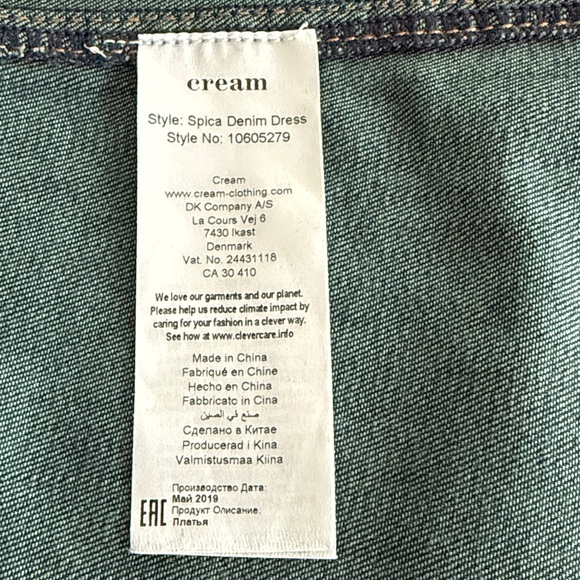 cream
Style: Spica Denim Dress
Style No: 10605279
Cream
www.cream-clothing.com
DK Company A/S
La Cours Vej 6
7430 Ikast
Denmark
Vat. No. 24431118
CA 30 410
We love our garments and our planet.
Please help us reduce climate impact by
caring for your fashion in a clever way.
See how at www.clevercare.info
Made in China
Fabriqué en Chine
Hecho en China
Fabbricato in Cina
صنع في الصين
Сделано в Китае
Producerad i Kina
Valmistusmaa Kiina
Производство Дата:
Май 2019
EAC Продукт Описание:
Платья